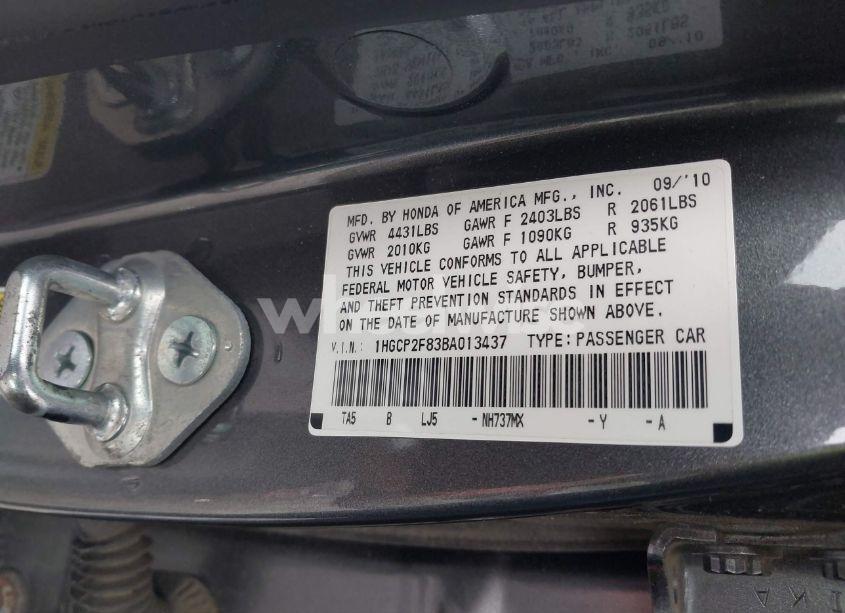 MFD. BY HONDA OF AMERICA MFG., INC. 09/'10
GVWR 4431LBS GAWR F 2403LBS R 2061LBS
GVWR 2010KG GAWR F 1090KG R 935KG
THIS VEHICLE CONFORMS TO ALL APPLICABLE
FEDERAL MOTOR VEHICLE SAFETY, BUMPER,
AND THEFT PREVENTION STANDARDS IN EFFECT
ON THE DATE OF MANUFACTURE SHOWN ABOVE.
V.I.N.: 1HGCP2F83BA013437 TYPE: PASSENGER CAR
TA5 B LJ5 -NH737MX -Y -A